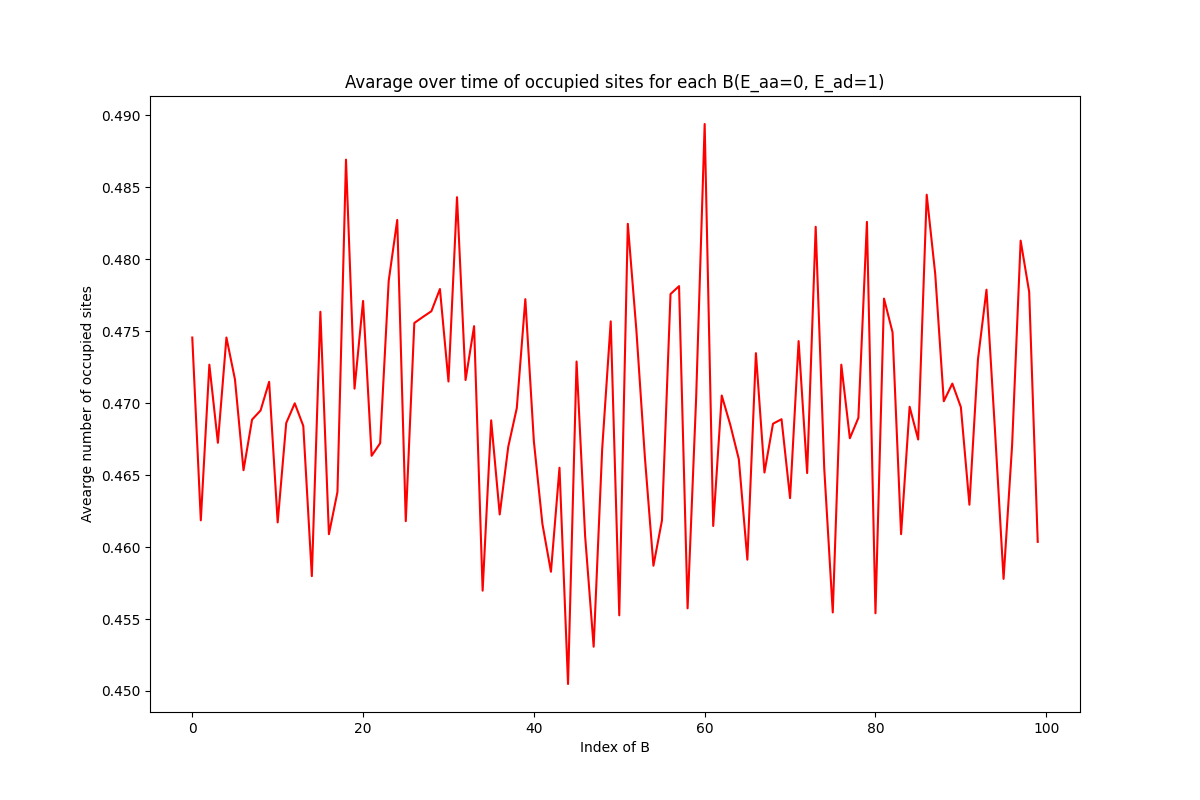 Avarage over time of occupied sites for each B(E_aa=0, E_ad=1)
0.490
0.485
0.480
0.475
0.470
0.465
0.460
0.455
0.450
Avearge number of occupied sites
0 20 40 60 80 100
Index of B